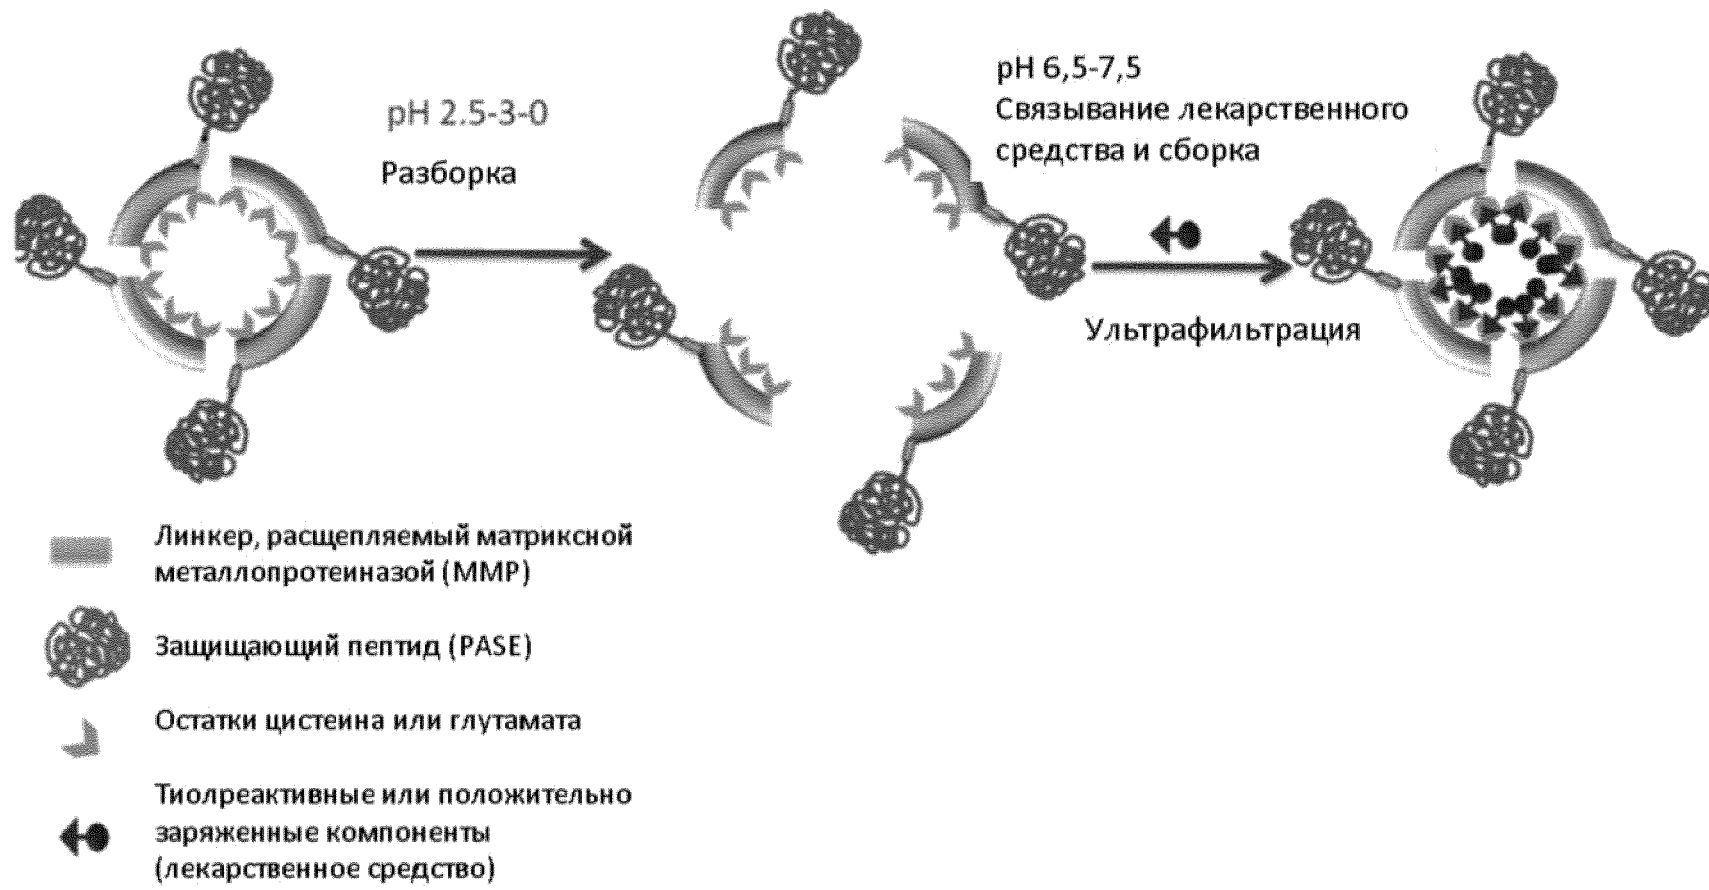 pH 2.5-3-0
Разборка
pH 6,5-7,5
Связывание лекарственного
средства и сборка
Ультрафильтрация
Линкер, расщепляемый матриксной
металлопротеиназой (MMP)
Защищающий пептид (PASE)
Остатки цистеина или глутамата
Тиолреактивные или положительно
заряженные компоненты
(лекарственное средство)